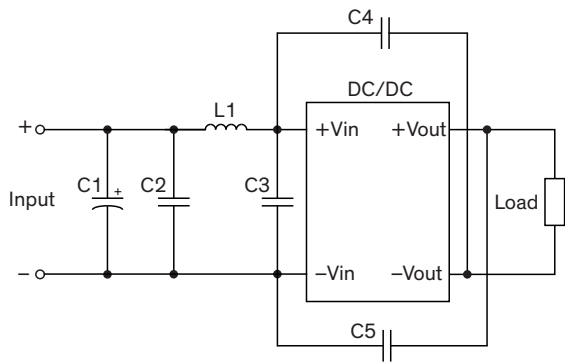 C4
DC/DC
L1
+
+Vin
+Vout
Input
C1
+
C2
C3
Load
−
−Vin
−Vout
C5